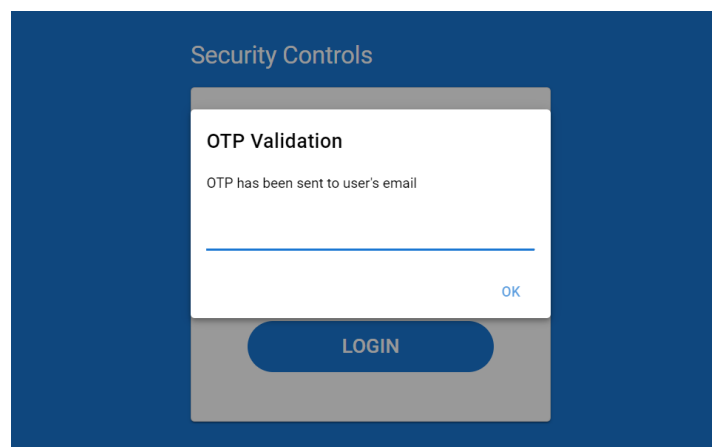 Security Controls
OTP Validation
OTP has been sent to user's email
OK
LOGIN